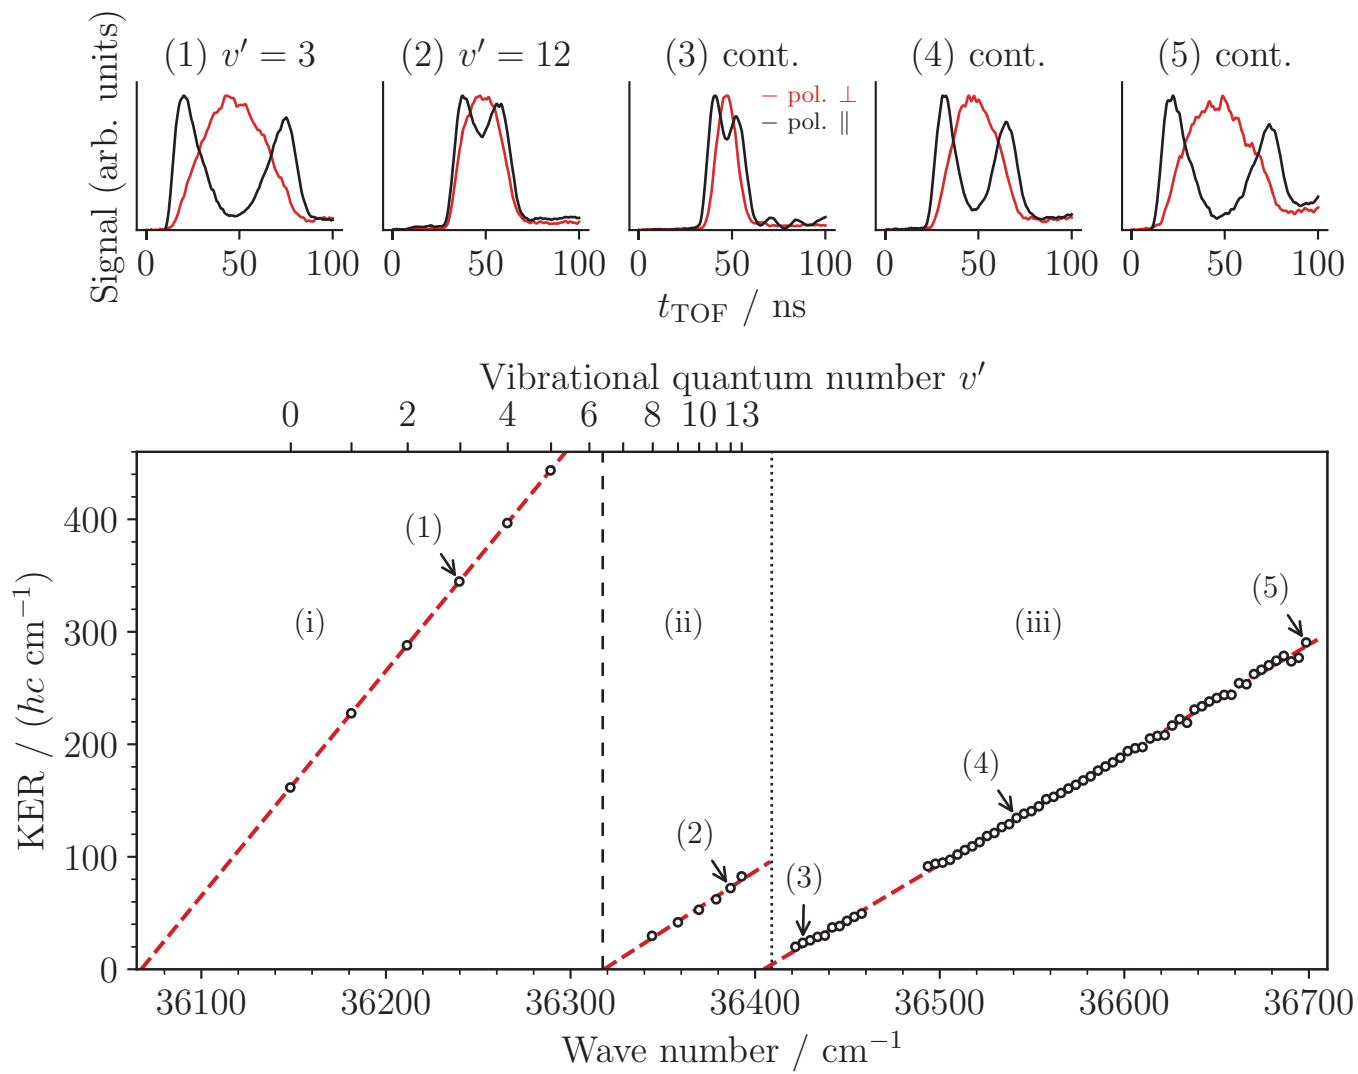 (1) v′ = 3
(2) v′ = 12
(3) cont.
(4) cont.
(5) cont.
Signal (arb. units)
– pol. ⊥
– pol. ∥
0 50 100
0 50 100
0 50 100
0 50 100
0 50 100
t_TOF / ns
Vibrational quantum number v′
0 2 4 6 8 10 13
KER / (hc cm⁻¹)
400
300
200
100
0
(1)
(i)
(2)
(ii)
(3)
(4)
(iii)
(5)
36100 36200 36300 36400 36500 36600 36700
Wave number / cm⁻¹